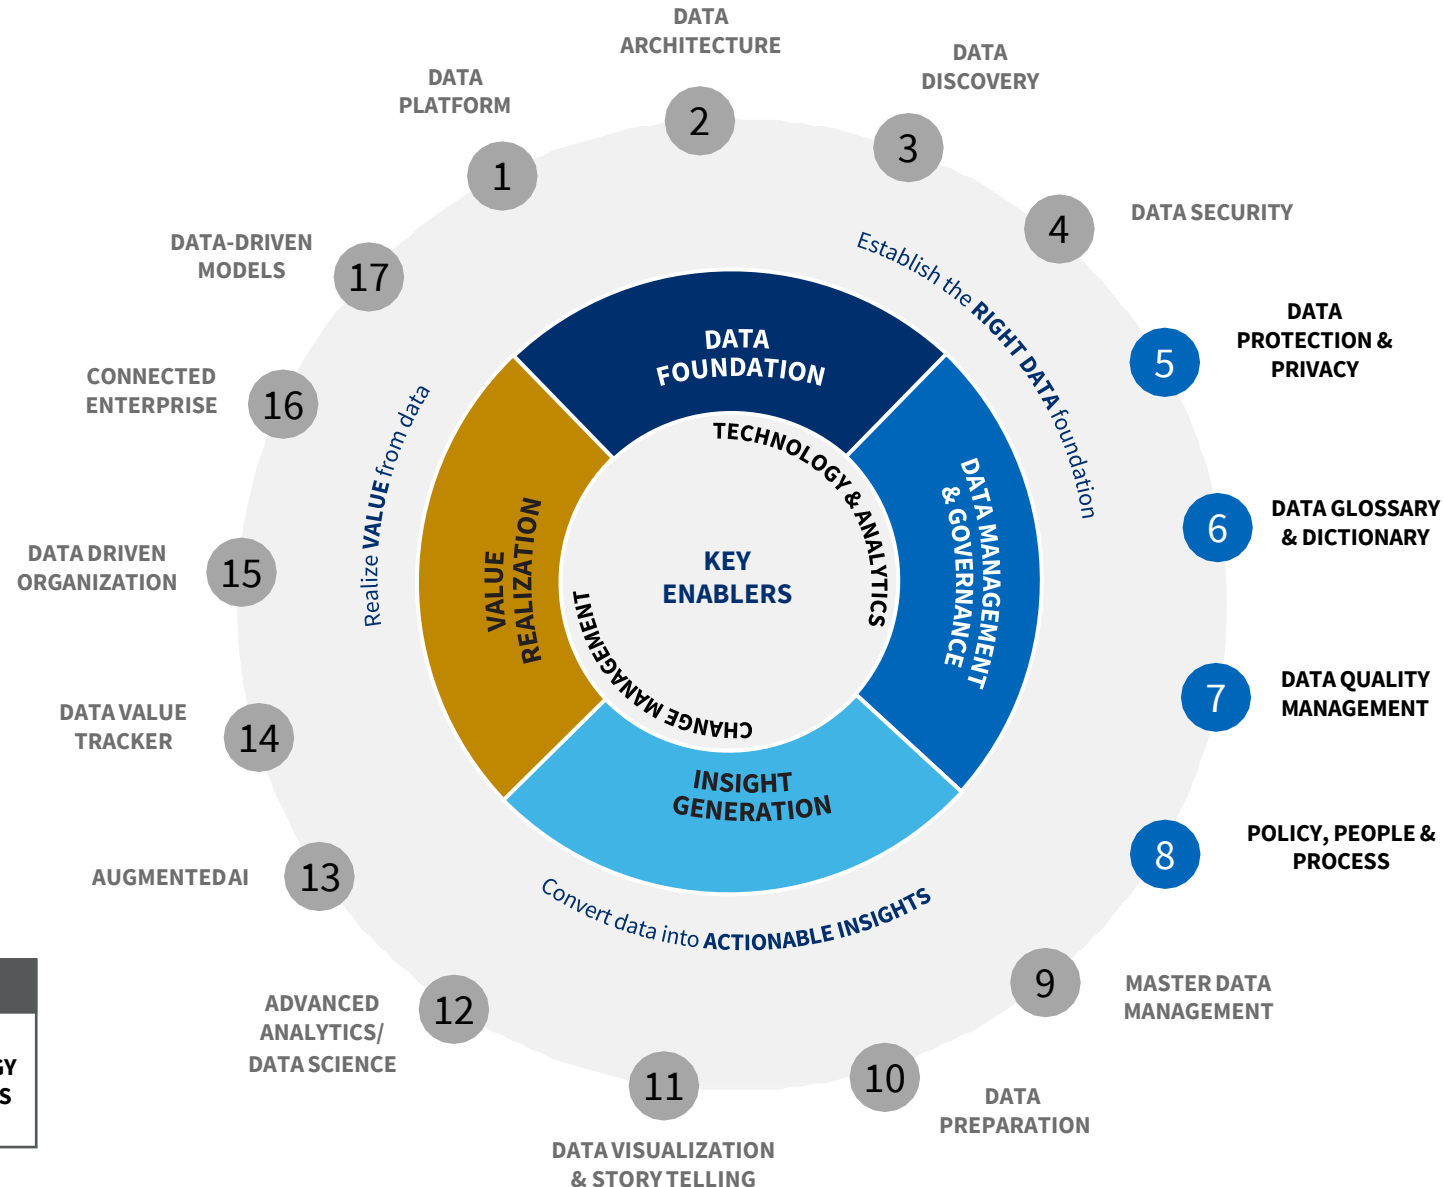 DATA
ARCHITECTURE
2
DATA
DISCOVERY
3
DATA
PLATFORM
1
DATA SECURITY
4
DATA
PROTECTION &
PRIVACY
5
DATA GLOSSARY
& DICTIONARY
6
DATA QUALITY
MANAGEMENT
7
POLICY, PEOPLE &
PROCESS
8
MASTER DATA
MANAGEMENT
9
DATA
PREPARATION
10
DATA VISUALIZATION
& STORY TELLING
11
ADVANCED
ANALYTICS/
DATA SCIENCE
12
AUGMENTED AI
13
DATA VALUE
TRACKER
14
DATA DRIVEN
ORGANIZATION
15
CONNECTED
ENTERPRISE
16
DATA-DRIVEN
MODELS
17
Establish the RIGHT DATA foundation
Convert data into ACTIONABLE INSIGHTS
Realize VALUE from data
DATA
FOUNDATION
DATA MANAGEMENT
& GOVERNANCE
INSIGHT
GENERATION
VALUE
REALIZATION
TECHNOLOGY & ANALYTICS
CHANGE MANAGEMENT
KEY
ENABLERS
GY
S